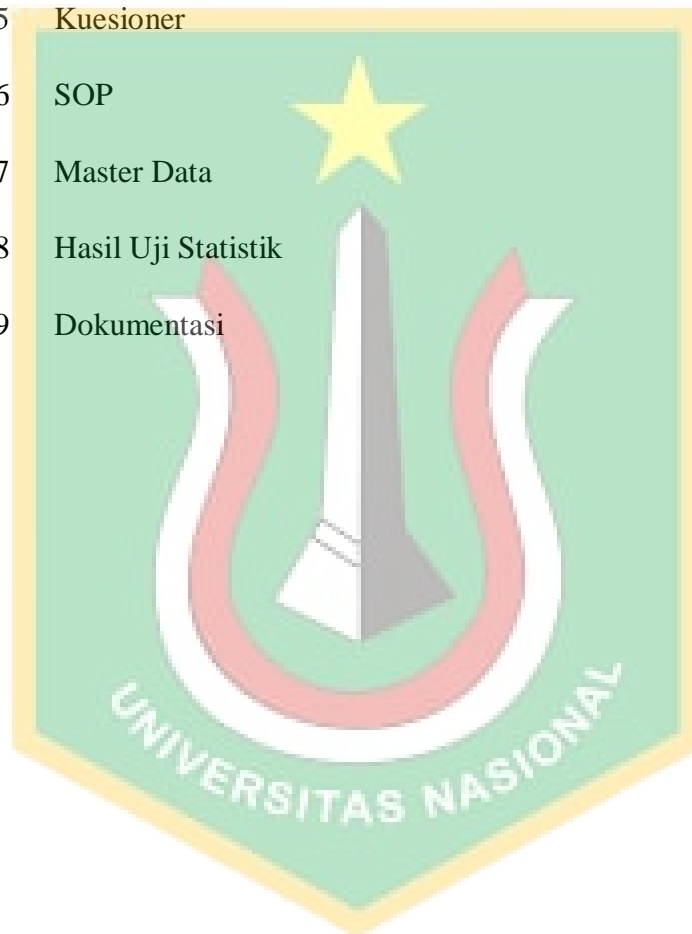 5 Kuesioner
6 SOP
7 Master Data
8 Hasil Uji Statistik
9 Dokumentasi
UNIVERSITAS NASIONAL